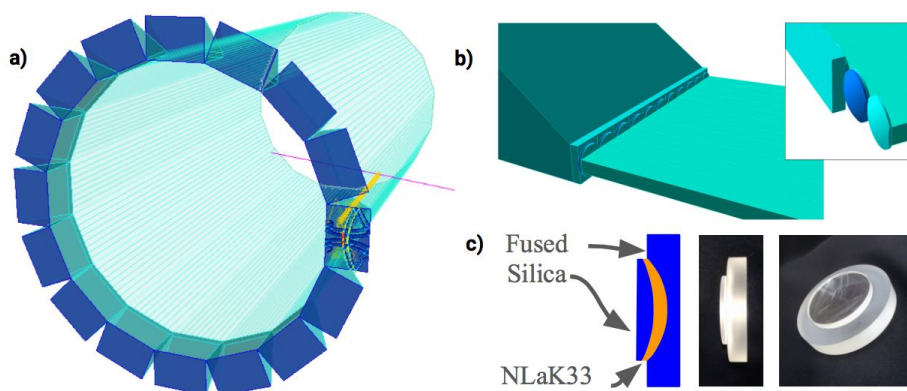 a)
b)
c)
Fused
Silica
NLaK33